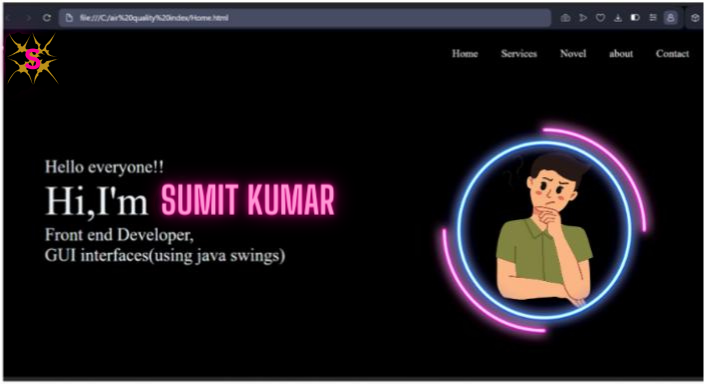 file:///C:/air%20quality%20index/Home.html
S
Home Services Novel about Contact
Hello everyone!!
Hi,I'm SUMIT KUMAR
Front end Developer,
GUI interfaces(using java swings)